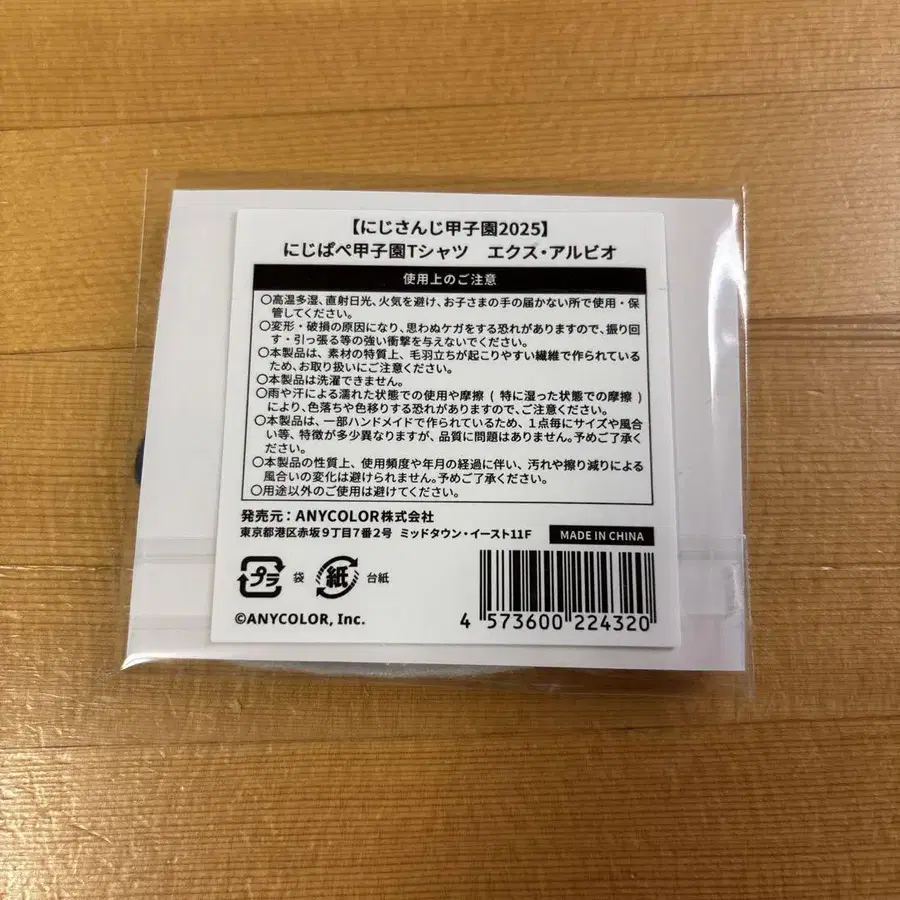 【にじさんじ甲子園2025】
にじぱぺ甲子園Tシャツ　エクス・アルビオ
使用上のご注意
○高温多湿、直射日光、火気を避け、お子さまの手の届かない所で使用・保
管してください。
○変形・破損の原因になり、思わぬケガをする恐れがありますので、振り回
す・引っ張る等の強い衝撃を与えないでください。
○本製品は、素材の特質上、毛羽立ちが起こりやすい繊維で作られている
ため、お取り扱いにご注意ください。
○本製品は洗濯できません。
○雨や汗による濡れた状態での使用や摩擦 ( 特に湿った状態での摩擦 )
により、色落ちや色移りする恐れがありますので、ご注意ください。
○本製品は、一部ハンドメイドで作られているため、1点毎にサイズや風合
い等、特徴が多少異なりますが、品質に問題はありません。予めご了承く
ださい。
○本製品の性質上、使用頻度や年月の経過に伴い、汚れや擦り減りによる
風合いの変化は避けられません。予めご了承ください。
○用途以外のご使用は避けてください。
発売元：ANYCOLOR株式会社
東京都港区赤坂9丁目7番2号 ミッドタウン・イースト11F
MADE IN CHINA
プラ 袋 紙 台紙
©ANYCOLOR, Inc.
4 573600 224320